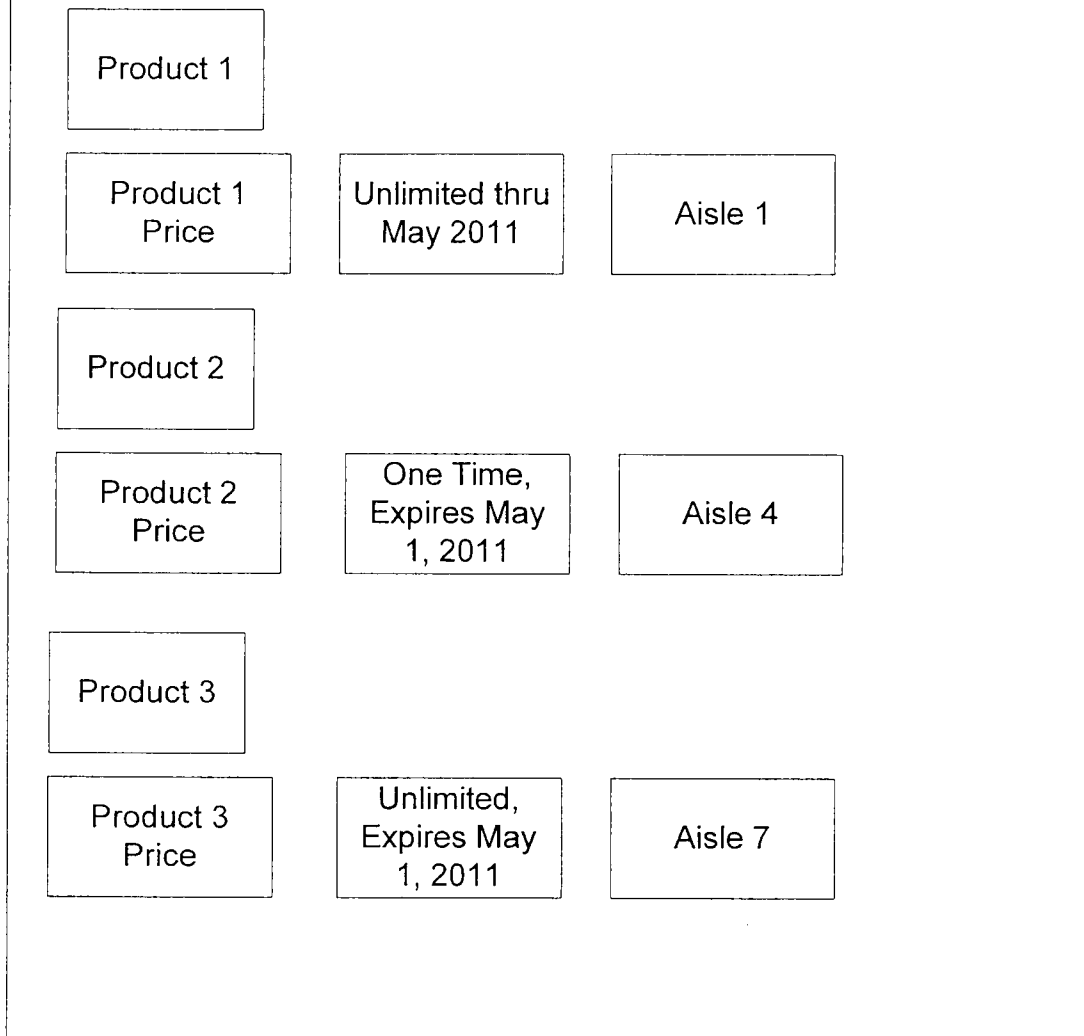 Product 1
Product 1
Price
Unlimited thru
May 2011
Aisle 1
Product 2
Product 2
Price
One Time,
Expires May
1, 2011
Aisle 4
Product 3
Product 3
Price
Unlimited,
Expires May
1, 2011
Aisle 7